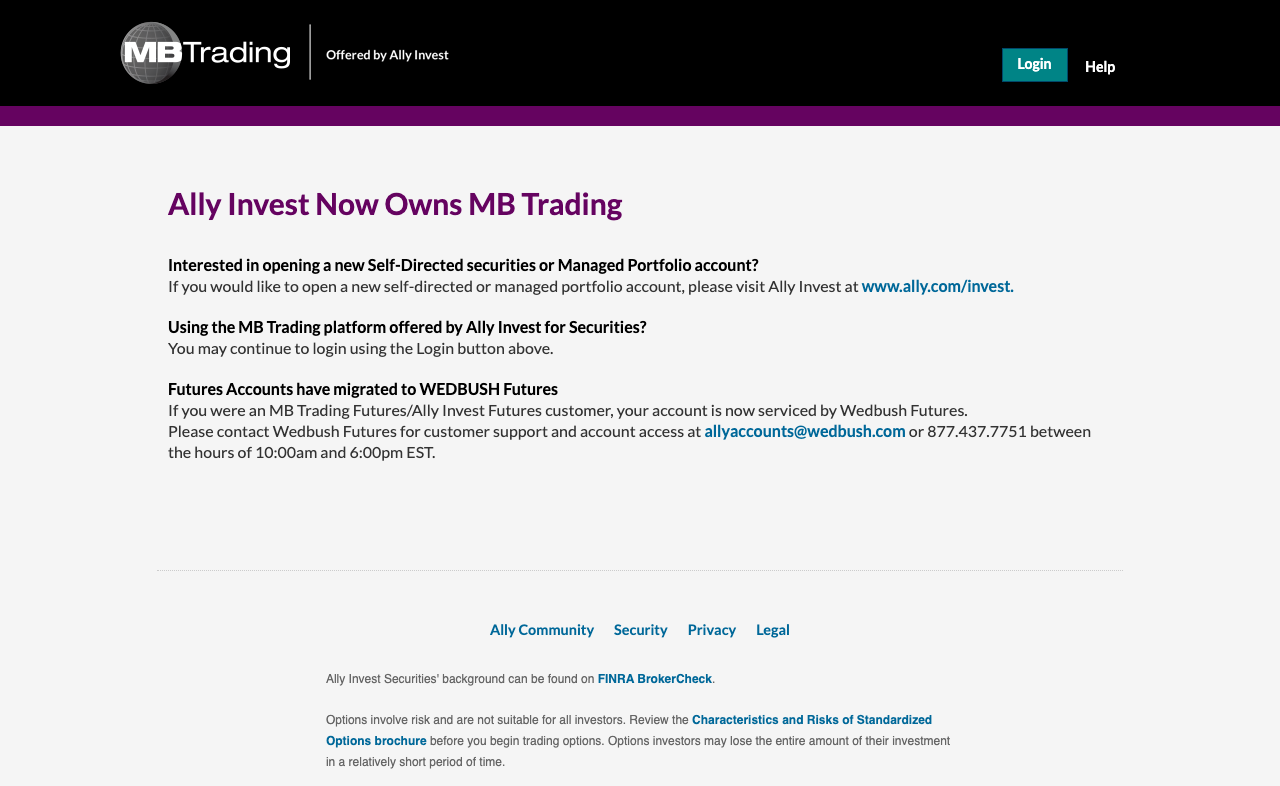 MBTrading
Offered by Ally Invest
Login
Help
Ally Invest Now Owns MB Trading
Interested in opening a new Self-Directed securities or Managed Portfolio account?
If you would like to open a new self-directed or managed portfolio account, please visit Ally Invest at www.ally.com/invest.
Using the MB Trading platform offered by Ally Invest for Securities?
You may continue to login using the Login button above.
Futures Accounts have migrated to WEDBUSH Futures
If you were an MB Trading Futures/Ally Invest Futures customer, your account is now serviced by Wedbush Futures.
Please contact Wedbush Futures for customer support and account access at allyaccounts@wedbush.com or 877.437.7751 between
the hours of 10:00am and 6:00pm EST.
Ally Community Security Privacy Legal
Ally Invest Securities' background can be found on FINRA BrokerCheck.
Options involve risk and are not suitable for all investors. Review the Characteristics and Risks of Standardized
Options brochure before you begin trading options. Options investors may lose the entire amount of their investment
in a relatively short period of time.